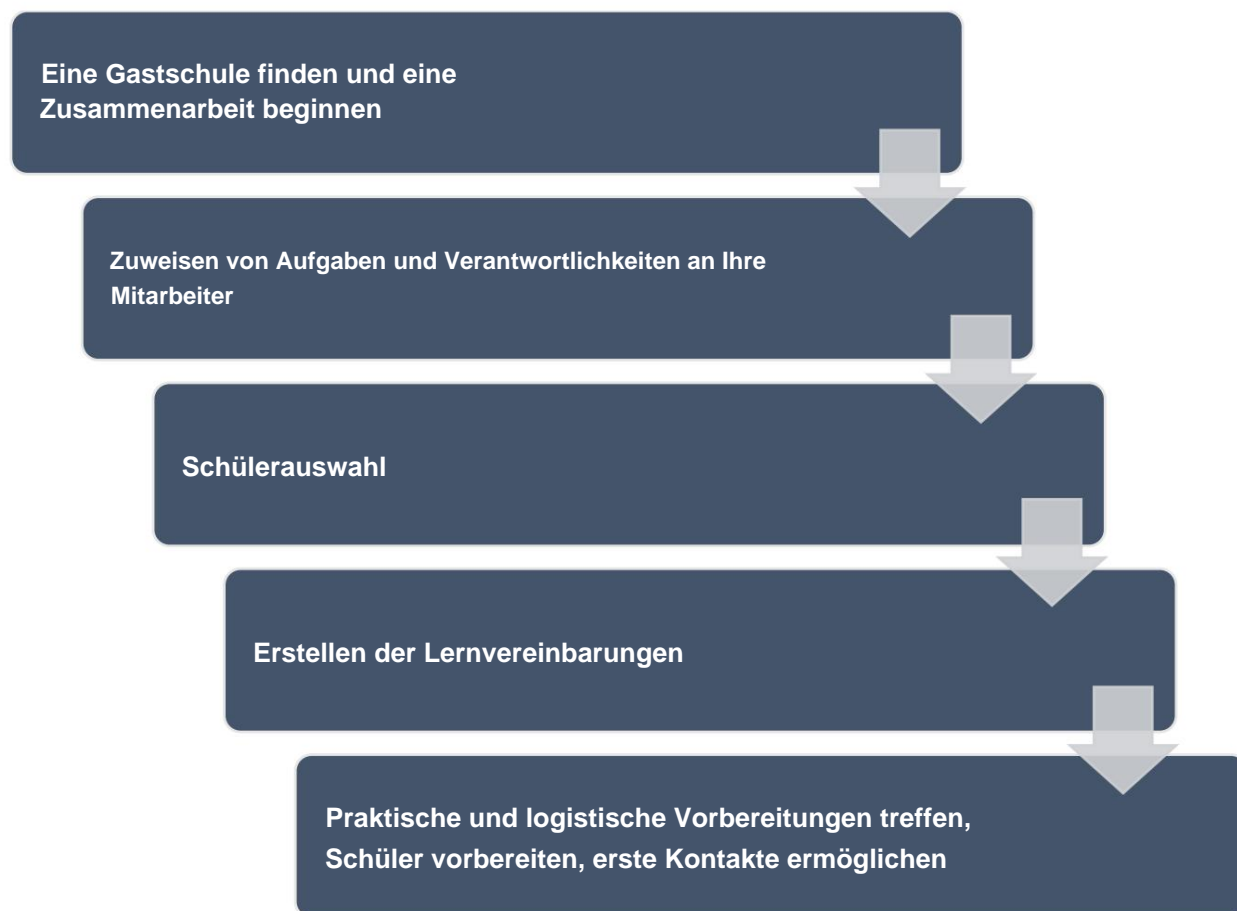 Eine Gastschule finden und eine
Zusammenarbeit beginnen
Zuweisen von Aufgaben und Verantwortlichkeiten an Ihre
Mitarbeiter
Schülerauswahl
Erstellen der Lernvereinbarungen
Praktische und logistische Vorbereitungen treffen,
Schüler vorbereiten, erste Kontakte ermöglichen